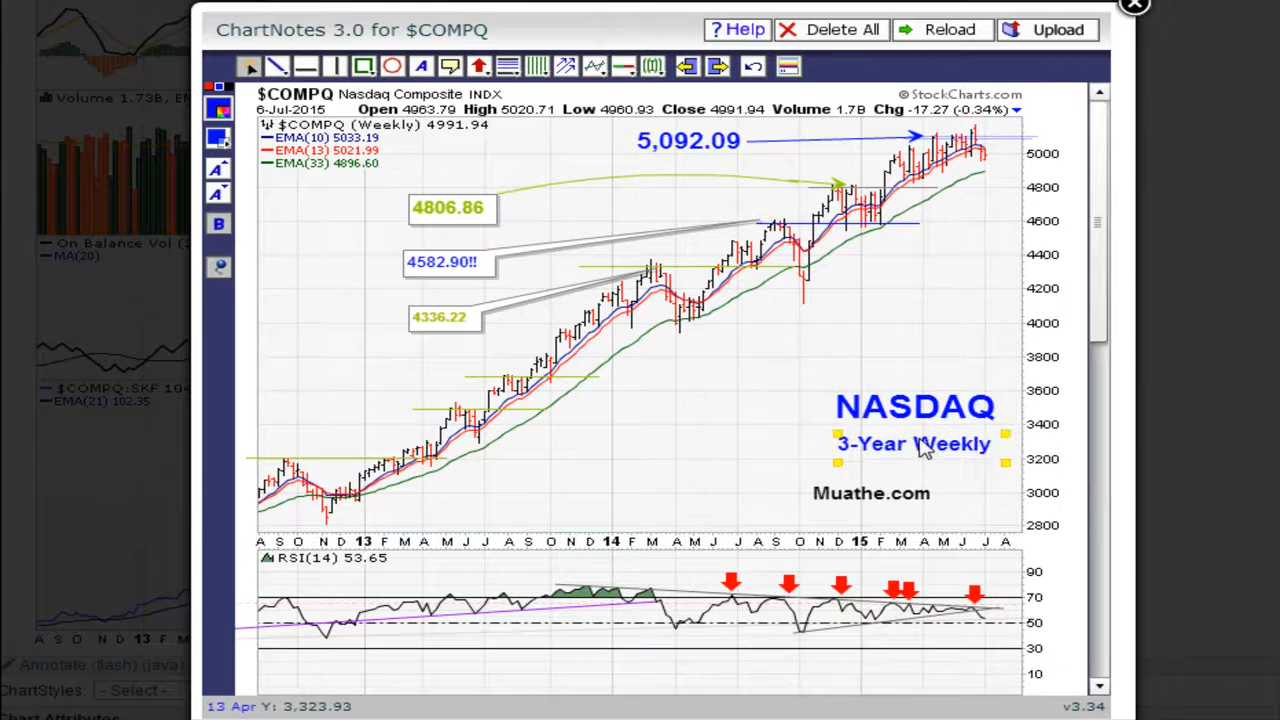 ChartNotes 3.0 for $COMPQ
? Help
Delete All
Reload
Upload
A
$COMPQ Nasdaq Composite INDX
© StockCharts.com
6-Jul-2015
Open 4963.79 High 5020.71 Low 4960.93 Close 4991.94 Volume 1.7B Chg -17.27 (-0.34%)
$COMPQ (Weekly) 4991.94
EMA(10) 5033.19
EMA(13) 5021.99
EMA(33) 4896.60
5,092.09
4806.86
4582.90!!
4336.22
A
A
B
5000
4800
4600
4400
4200
4000
3800
3600
3400
3200
3000
2800
NASDAQ
3-Year Weekly
Muathe.com
A S O N D 13 F M A M J J A S O N D 14 F M A M J J A S O N D 15 F M A M J J A
RSI(14) 53.65
90
70
50
30
10
Volume 1.73B, EM
On Balance Vol (2
MA(20)
$COMPQ:SKF 104
EMA(21) 102.35
A S O N D 13 F M A
Annotate (flash) (java)
ChartStyles: - Select -
Chart Attributes
13 Apr Y: 3,323.93
v3.34